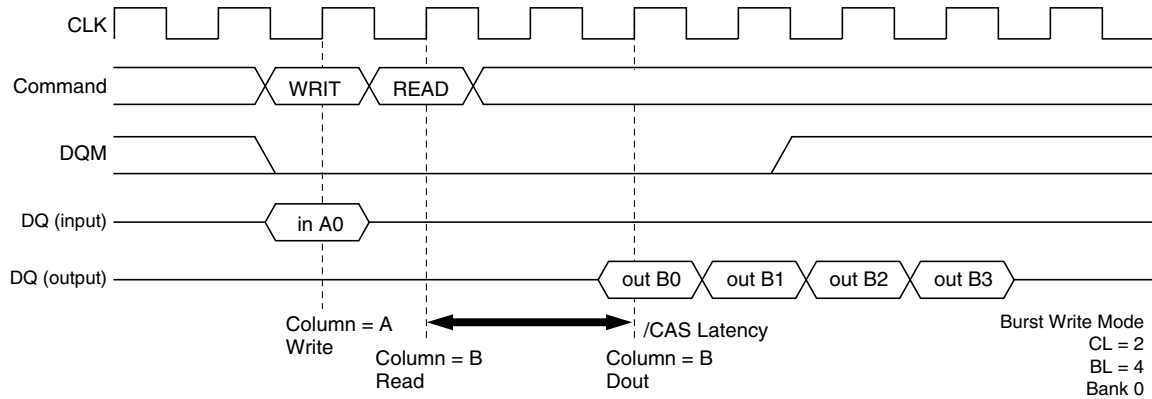 CLK
Command
WRIT
READ
DQM
DQ (input)
in A0
DQ (output)
out B0
out B1
out B2
out B3
Column = A
Write
/CAS Latency
Column = B
Read
Column = B
Dout
Burst Write Mode
CL = 2
BL = 4
Bank 0